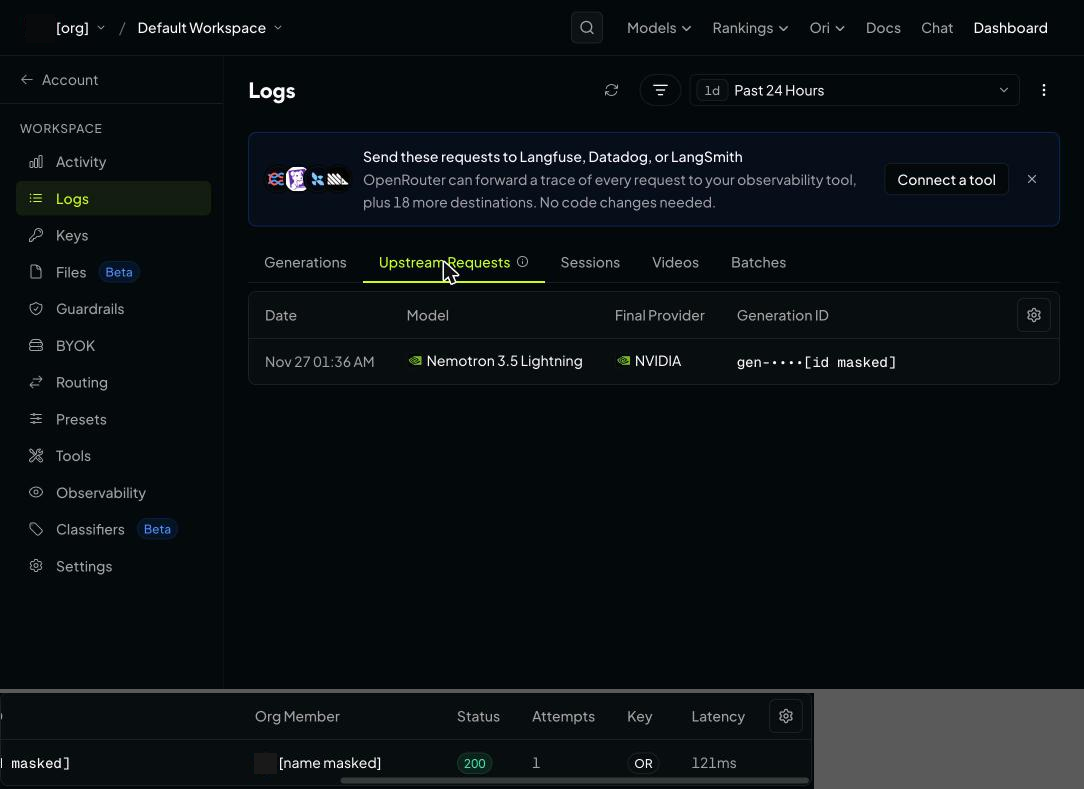 [org] / Default Workspace Models Rankings Ori Docs Chat Dashboard
Account
WORKSPACE
Activity
Logs
Keys
Files Beta
Guardrails
BYOK
Routing
Presets
Tools
Observability
Classifiers Beta
Settings
Logs 1d Past 24 Hours
Send these requests to Langfuse, Datadog, or LangSmith
OpenRouter can forward a trace of every request to your observability tool,
plus 18 more destinations. No code changes needed.
Connect a tool
Generations Upstream Requests Sessions Videos Batches
Date Model Final Provider Generation ID
Nov 27 01:36 AM Nemotron 3.5 Lightning NVIDIA gen-····[id masked]
Org Member Status Attempts Key Latency
masked] [name masked] 200 1 OR 121ms